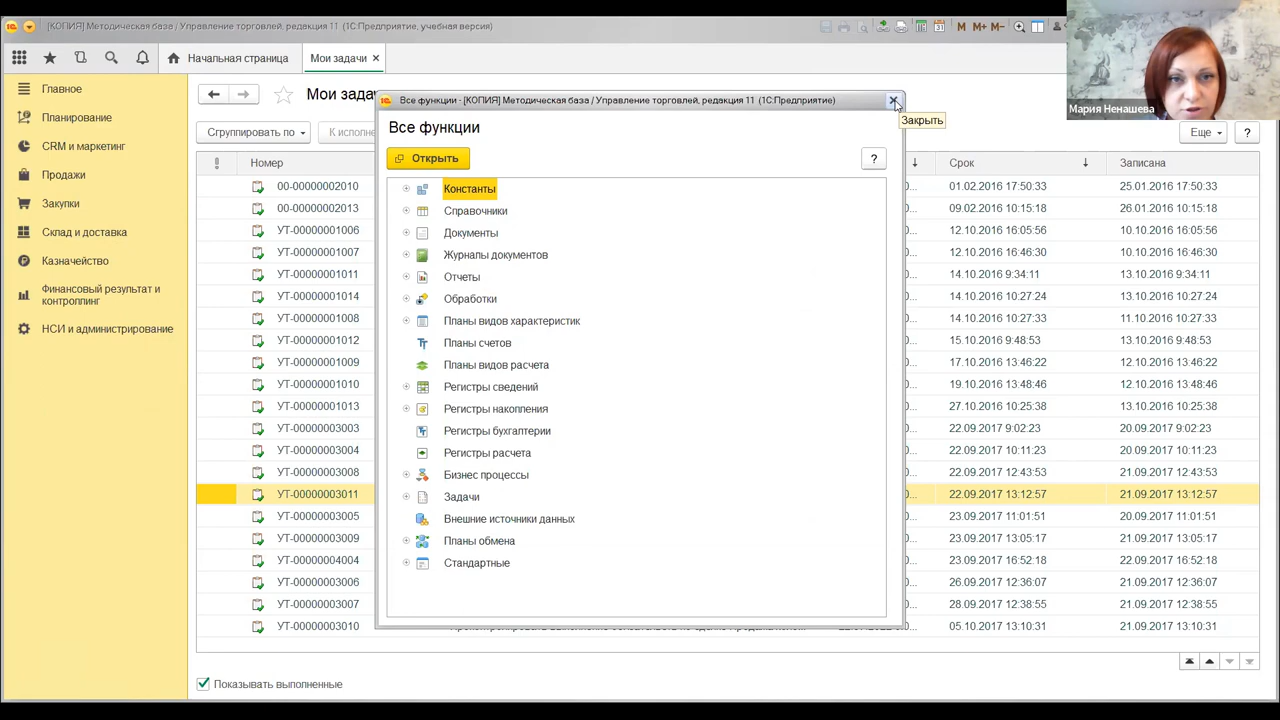 [КОПИЯ] Методическая база / Управление торговлей, редакция 11 (1С:Предприятие, учебная версия)
M M+ M-
Мария Ненашева
Начальная страница
Мои задачи ×
Главное
Планирование
CRM и маркетинг
Продажи
Закупки
Склад и доставка
Казначейство
Финансовый результат и
контроллинг
НСИ и администрирование
Мои задач
Сгруппировать по
К исполне
Еще
?
Номер
Срок
Записана
00-00000002010 01.02.2016 17:50:33 25.01.2016 17:50:33
00-00000002013 09.02.2016 10:15:18 26.01.2016 10:15:18
УТ-00000001006 12.10.2016 16:05:56 10.10.2016 16:05:56
УТ-00000001007 12.10.2016 16:46:30 12.10.2016 16:46:30
УТ-00000001011 14.10.2016 9:34:11 13.10.2016 9:34:11
УТ-00000001014 14.10.2016 10:27:24 13.10.2016 10:27:24
УТ-00000001008 14.10.2016 10:27:33 11.10.2016 10:27:33
УТ-00000001012 15.10.2016 9:48:53 13.10.2016 9:48:53
УТ-00000001009 17.10.2016 13:46:22 12.10.2016 13:46:22
УТ-00000001010 19.10.2016 13:48:46 12.10.2016 13:48:46
УТ-00000001013 27.10.2016 10:25:38 13.10.2016 10:25:38
УТ-00000003003 22.09.2017 9:02:23 20.09.2017 9:02:23
УТ-00000003004 22.09.2017 10:11:23 20.09.2017 10:11:23
УТ-00000003008 22.09.2017 12:43:53 21.09.2017 12:43:53
УТ-00000003011 22.09.2017 13:12:57 21.09.2017 13:12:57
УТ-00000003005 23.09.2017 11:01:51 20.09.2017 11:01:51
УТ-00000003009 23.09.2017 13:05:17 21.09.2017 13:05:17
УТ-00000004004 23.09.2017 16:52:18 22.09.2017 16:52:18
УТ-00000003006 26.09.2017 12:36:07 21.09.2017 12:36:07
УТ-00000003007 28.09.2017 12:38:55 21.09.2017 12:38:55
УТ-00000003010 05.10.2017 13:10:31 21.09.2017 13:10:31
Показывать выполненные
Все функции - [КОПИЯ] Методическая база / Управление торговлей, редакция 11 (1С:Предприятие)
Закрыть
Все функции
Открыть
?
Константы
Справочники
Документы
Журналы документов
Отчеты
Обработки
Планы видов характеристик
Планы счетов
Планы видов расчета
Регистры сведений
Регистры накопления
Регистры бухгалтерии
Регистры расчета
Бизнес процессы
Задачи
Внешние источники данных
Планы обмена
Стандартные